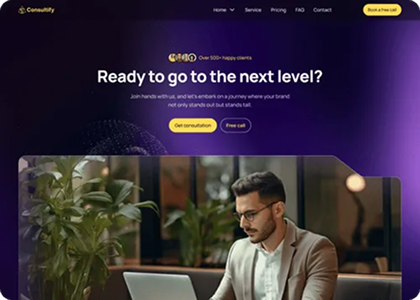 Consultify
Home Service Pricing FAQ Contact
Book a free call
Over 500+ happy clients
Ready to go to the next level?
Join hands with us, and let's embark on a journey where your brand
not only stands out but stands tall.
Get consultation Free call